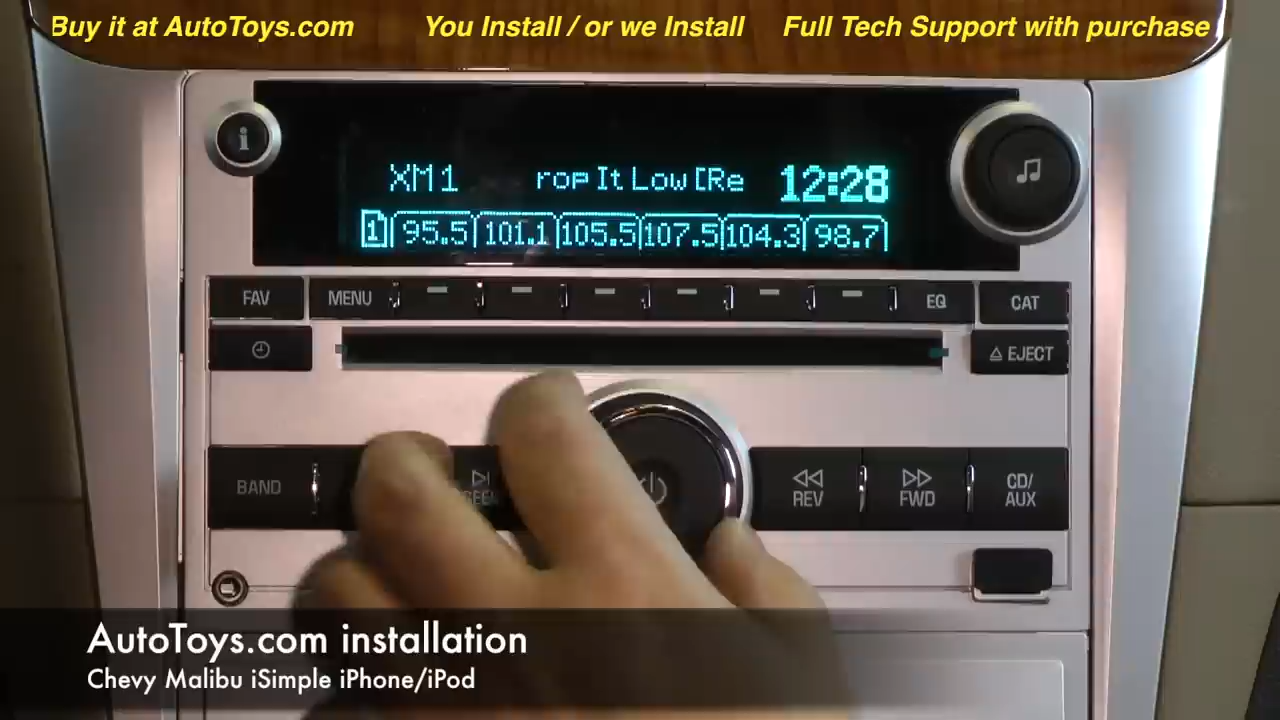 Buy it at AutoToys.com You Install / or we Install Full Tech Support with purchase
i
XM1 rop It Low [Re 12:28
1 95.5 101.1 105.5 107.5 104.3 98.7
FAV MENU EQ CAT
EJECT
BAND REV FWD CD/
AUX
AutoToys.com installation
Chevy Malibu iSimple iPhone/iPod